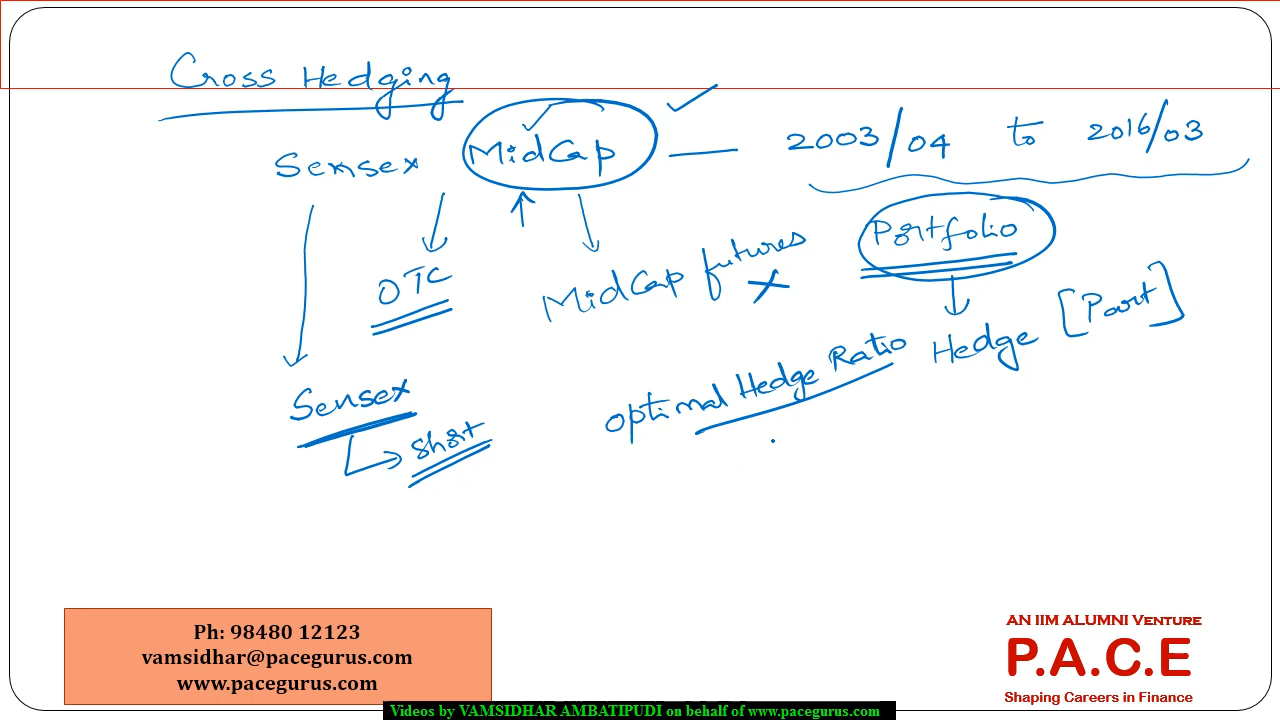 Cross Hedging
Sensex MidCap — 2003/04 to 2016/03
OTC MidCap futures X Portfolio
Sensex Optimal Hedge Ratio Hedge [Part]
Short
Ph: 98480 12123
vamsidhar@pacegurus.com
www.pacegurus.com
AN IIM ALUMNI VENTURE
P.A.C.E
Shaping Careers in Finance
Videos by VAMSIDHAR AMBATIPUDI on behalf of www.pacegurus.com